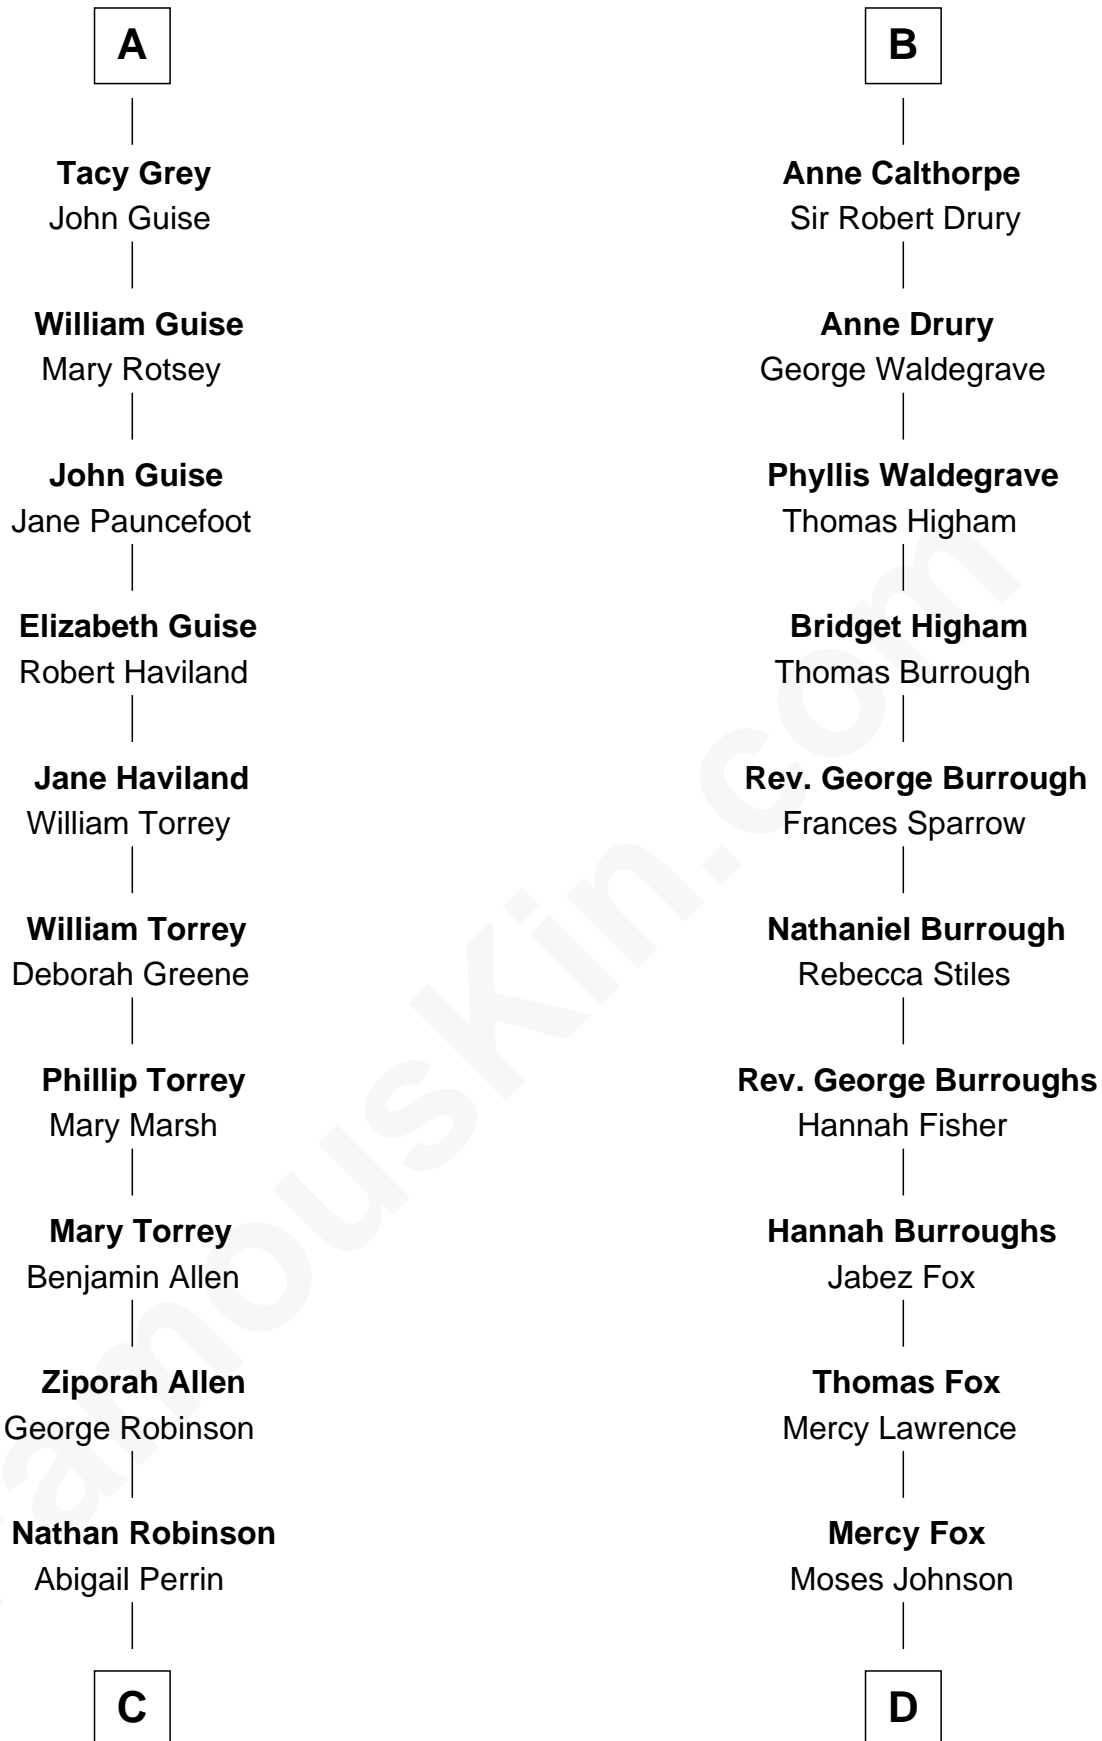 A
Tacy Grey
John Guise
William Guise
Mary Rotsey
John Guise
Jane Pauncefoot
Elizabeth Guise
Robert Haviland
Jane Haviland
William Torrey
William Torrey
Deborah Greene
Phillip Torrey
Mary Marsh
Mary Torrey
Benjamin Allen
Ziporah Allen
George Robinson
Nathan Robinson
Abigail Perrin
C
B
Anne Calthorpe
Sir Robert Drury
Anne Drury
George Waldegrave
Phyllis Waldegrave
Thomas Higham
Bridget Higham
Thomas Burrough
Rev. George Burrough
Frances Sparrow
Nathaniel Burrough
Rebecca Stiles
Rev. George Burroughs
Hannah Fisher
Hannah Burroughs
Jabez Fox
Thomas Fox
Mercy Lawrence
Mercy Fox
Moses Johnson
D
FamousKin.com